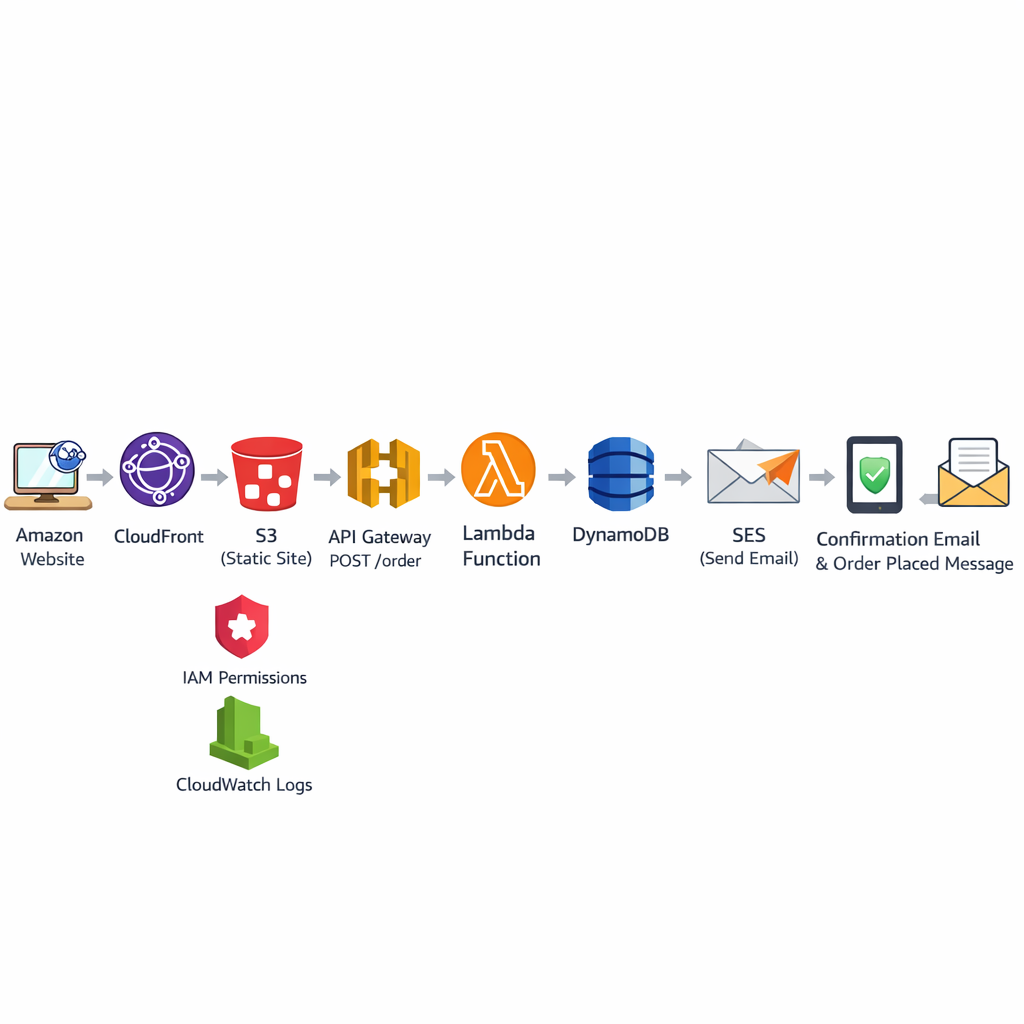 Amazon
Website
CloudFront
S3
(Static Site)
API Gateway
POST /order
Lambda
Function
DynamoDB
SES
(Send Email)
Confirmation Email
& Order Placed Message
IAM Permissions
CloudWatch Logs